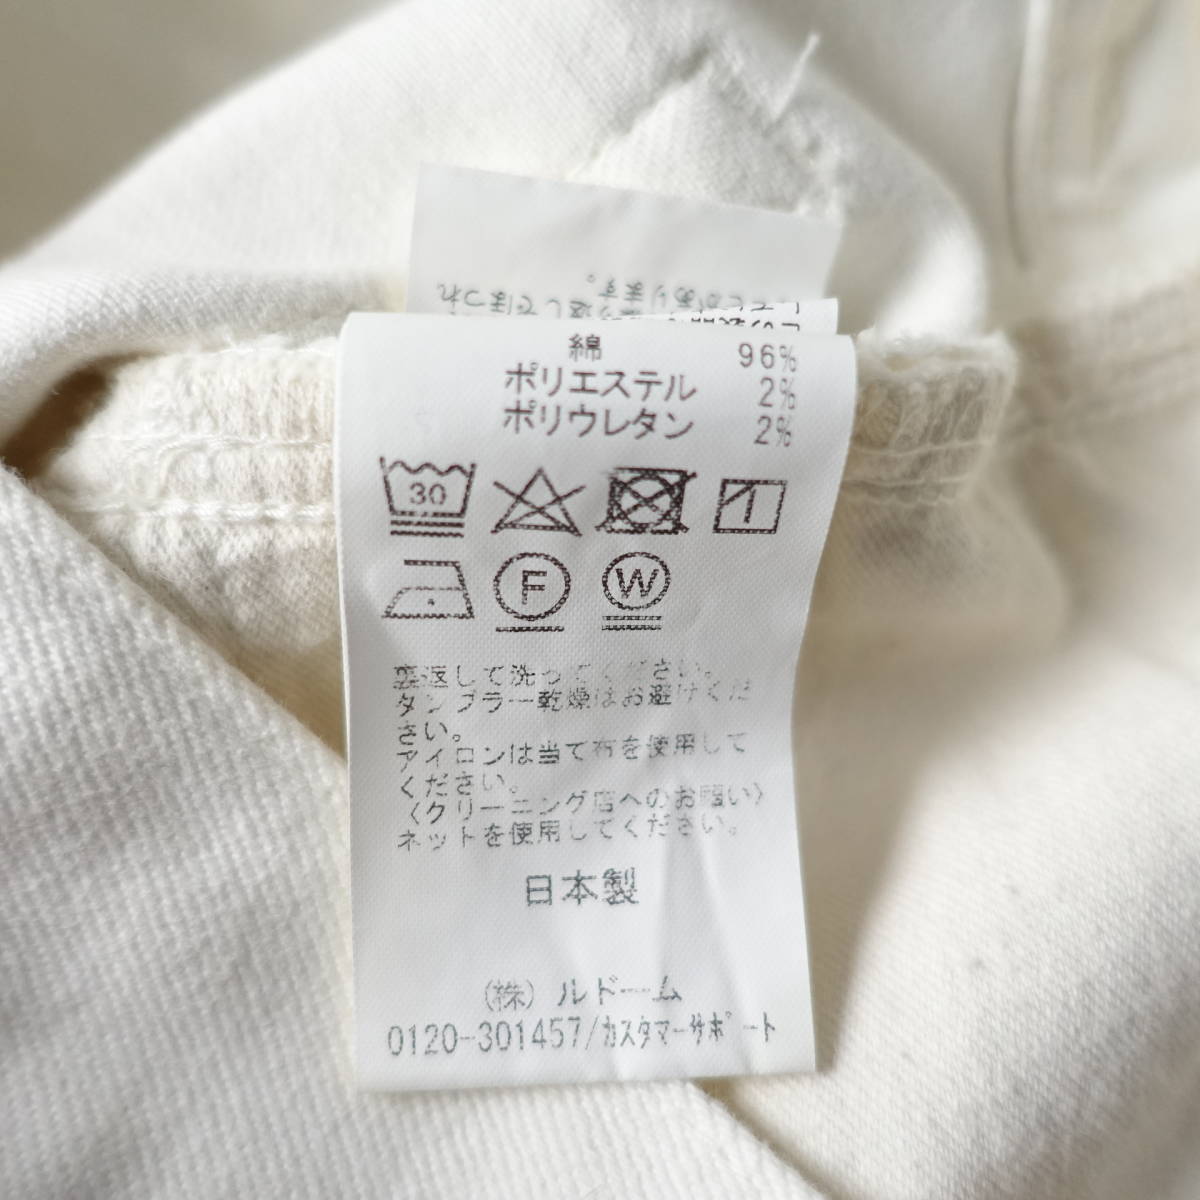 綿 96%
ポリエステル 2%
ポリウレタン 2%
30
F W
裏返して洗ってください。
タンブラー乾燥はお避けくだ
さい。
アイロンは当て布を使用して
ください。
〈クリーニング店へのお願い〉
ネットを使用してください。
日本製
(株) ルドーム
0120-301457/カスタマーサポート